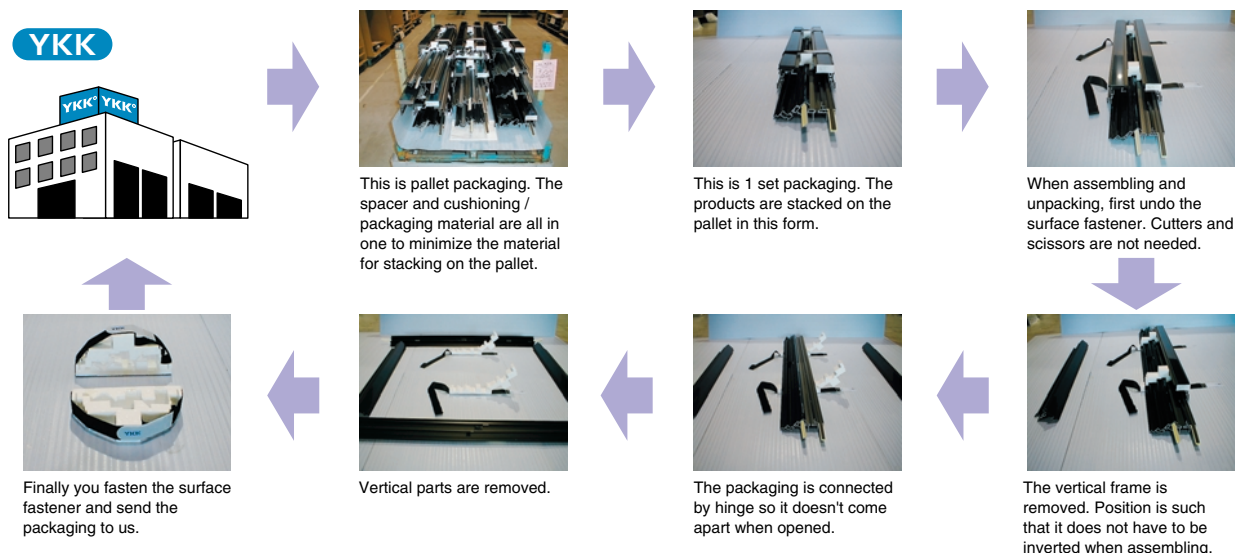 YKK
YKK° YKK°
This is pallet packaging. The
spacer and cushioning /
packaging material are all in
one to minimize the material
for stacking on the pallet.
This is 1 set packaging. The
products are stacked on the
pallet in this form.
When assembling and
unpacking, first undo the
surface fastener. Cutters and
scissors are not needed.
The vertical frame is
removed. Position is such
that it does not have to be
inverted when assembling.
The packaging is connected
by hinge so it doesn't come
apart when opened.
Vertical parts are removed.
YKK
YKK
Finally you fasten the surface
fastener and send the
packaging to us.